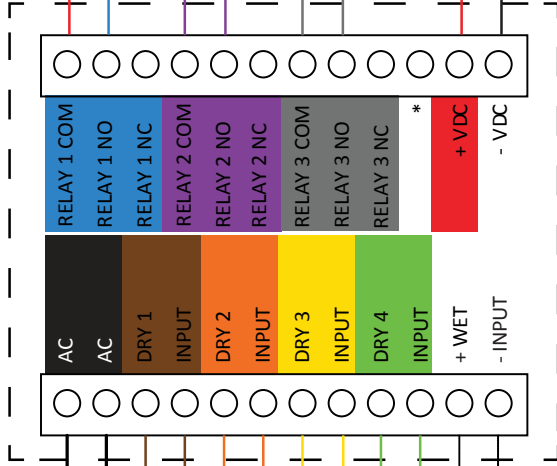 RELAY 1 COM
RELAY 1 NO
RELAY 1 NC
RELAY 2 COM
RELAY 2 NO
RELAY 2 NC
RELAY 3 COM
RELAY 3 NO
RELAY 3 NC
*
+ VDC
- VDC
AC
AC
DRY 1
INPUT
DRY 2
INPUT
DRY 3
INPUT
DRY 4
INPUT
+ WET
- INPUT